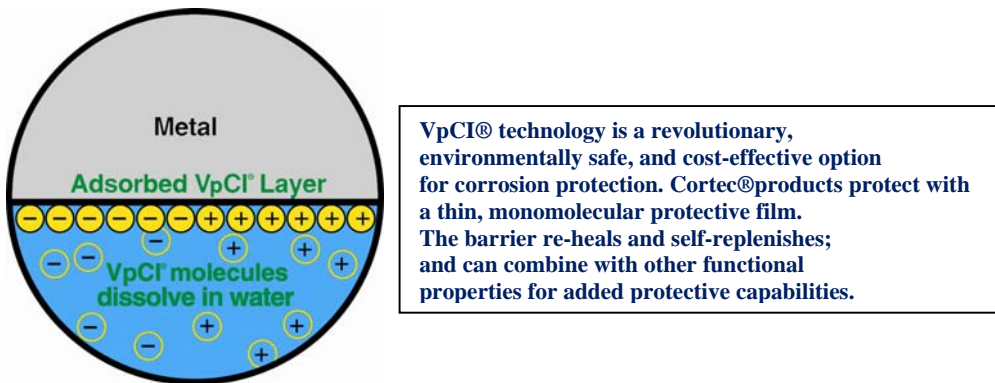 Metal
Adsorbed VpCI® Layer
VpCI® molecules
dissolve in water
VpCI® technology is a revolutionary,
environmentally safe, and cost-effective option
for corrosion protection. Cortec®products protect with
a thin, monomolecular protective film.
The barrier re-heals and self-replenishes;
and can combine with other functional
properties for added protective capabilities.